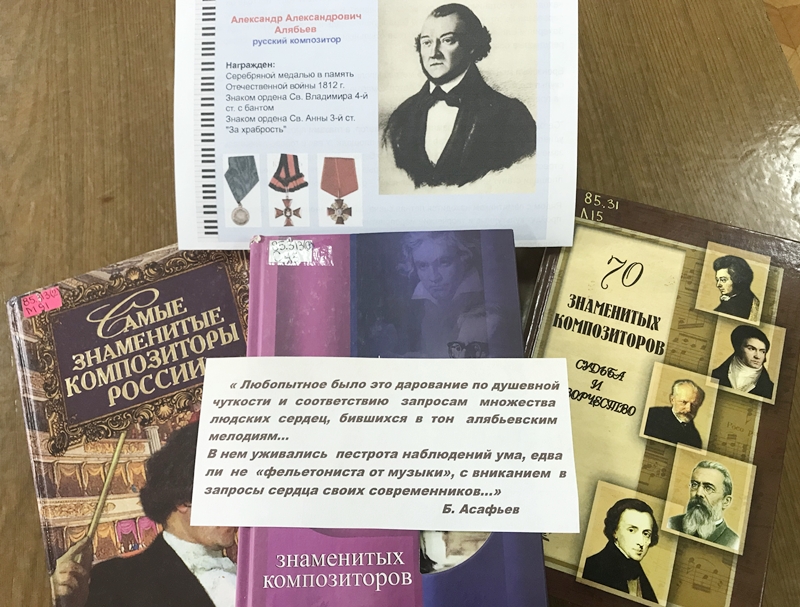 Александр Александрович
Алябьев
русский композитор
Награжден:
Серебряной медалью в память
Отечественной войны 1812 г.
Знаком ордена Св. Владимира 4-й
ст. с бантом
Знаком ордена Св. Анны 3-й ст.
"За храбрость"
85.31
Л15
70
ЗНАМЕНИТЫХ
КОМПОЗИТОРОВ
СУДЬБА
И
ТВОРЧЕСТВО
САМЫЕ
ЗНАМЕНИТЫЕ
КОМПОЗИТОРЫ
РОССИИ
« Любопытное было это дарование по душевной
чуткости и соответствию запросам множества
людских сердец, бившихся в тон алябьевским
мелодиям...
В нем уживались пестрота наблюдений ума, едва
ли не «фельетониста от музыки», с вниканием в
запросы сердца своих современников...»
Б. Асафьев
знаменитых
композиторов